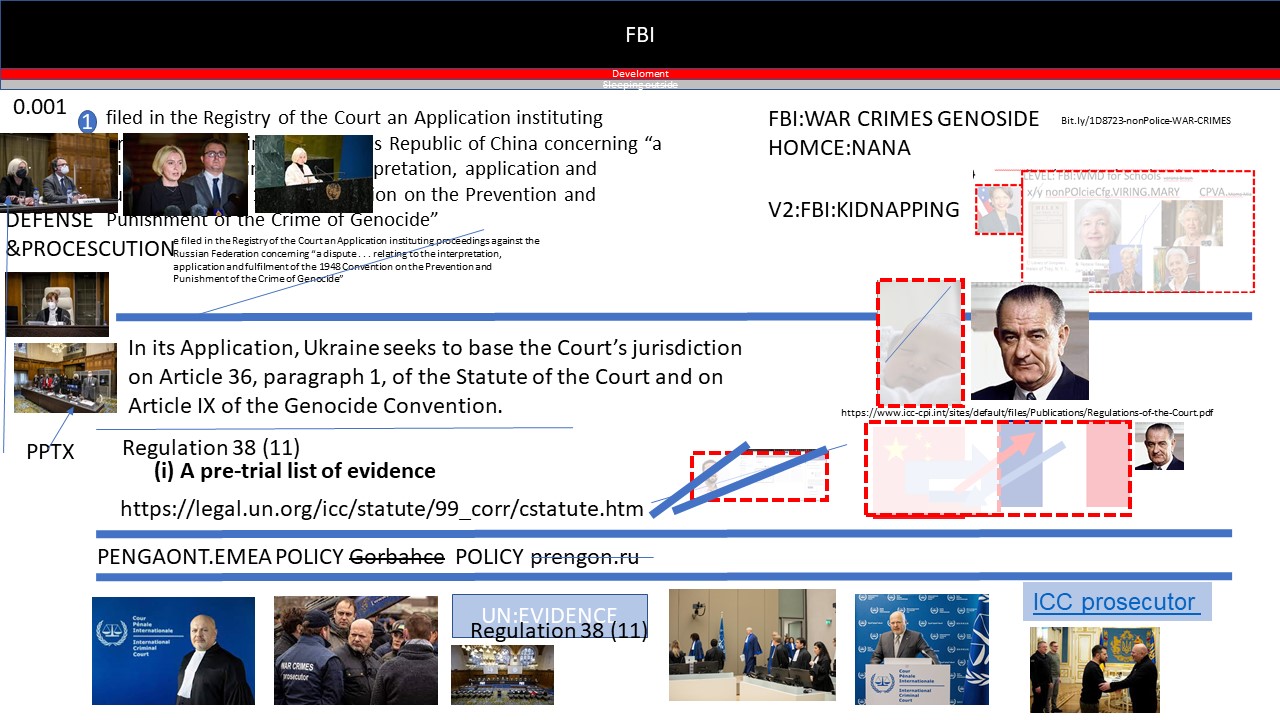 FBI
Develoment
Sleeping outside
0.001
1
filed in the Registry of the Court an Application instituting
s Republic of China concerning “a
pretation, application and
on on the Prevention and
Punishment of the Crime of Genocide”
DEFENSE
&PROCESCUTION
e filed in the Registry of the Court an Application instituting proceedings against the
Russian Federation concerning “a dispute . . . relating to the interpretation,
application and fulfilment of the 1948 Convention on the Prevention and
Punishment of the Crime of Genocide”
FBI:WAR CRIMES GENOSIDE
HOMCE:NANA
Bit.ly/1D8723-nonPolice-WAR-CRIMES
V2:FBI:KIDNAPPING
LEVEL: FBI:WMD for Schools
x/y nonPOlcieCfg.VIRING,MARY CPVA
In its Application, Ukraine seeks to base the Court’s jurisdiction
on Article 36, paragraph 1, of the Statute of the Court and on
Article IX of the Genocide Convention.
https://www.icc-cpi.int/sites/default/files/Publications/Regulations-of-the-Court.pdf
PPTX
Regulation 38 (11)
(i) A pre-trial list of evidence
https://legal.un.org/icc/statute/99_corr/cstatute.htm
PENGAONT.EMEA POLICY Gorbahce POLICY prengon.ru
Cour
Pénale
Internationale
International
Criminal
Court
WAR CRIMES
prosecutor
UN:EVIDENCE
Regulation 38 (11)
Cour
Pénale
Internationale
International
Criminal
Court
ICC prosecutor